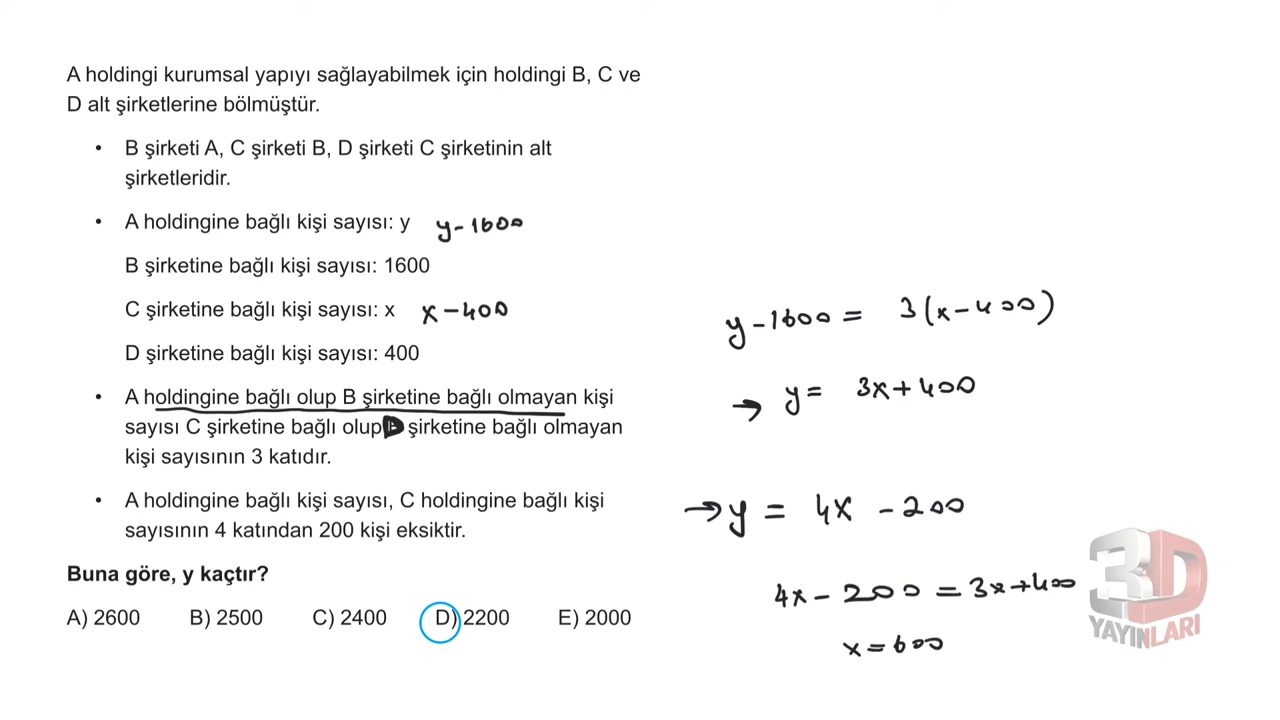 A holdingi kurumsal yapıyı sağlayabilmek için holdingi B, C ve
D alt şirketlerine bölmüştür.
• B şirketi A, C şirketi B, D şirketi C şirketinin alt
şirketleridir.
• A holdingine bağlı kişi sayısı: y y - 1600
B şirketine bağlı kişi sayısı: 1600
C şirketine bağlı kişi sayısı: x x - 400
D şirketine bağlı kişi sayısı: 400
• A holdingine bağlı olup B şirketine bağlı olmayan kişi
sayısı C şirketine bağlı olup D şirketine bağlı olmayan
kişi sayısının 3 katıdır.
• A holdingine bağlı kişi sayısı, C holdingine bağlı kişi
sayısının 4 katından 200 kişi eksiktir.
Buna göre, y kaçtır?
A) 2600 B) 2500 C) 2400 D) 2200 E) 2000
y - 1600 = 3(x - 400)
→ y = 3x + 400
→ y = 4x - 200
4x - 200 = 3x + 400
x = 600
3D
YAYINLARI